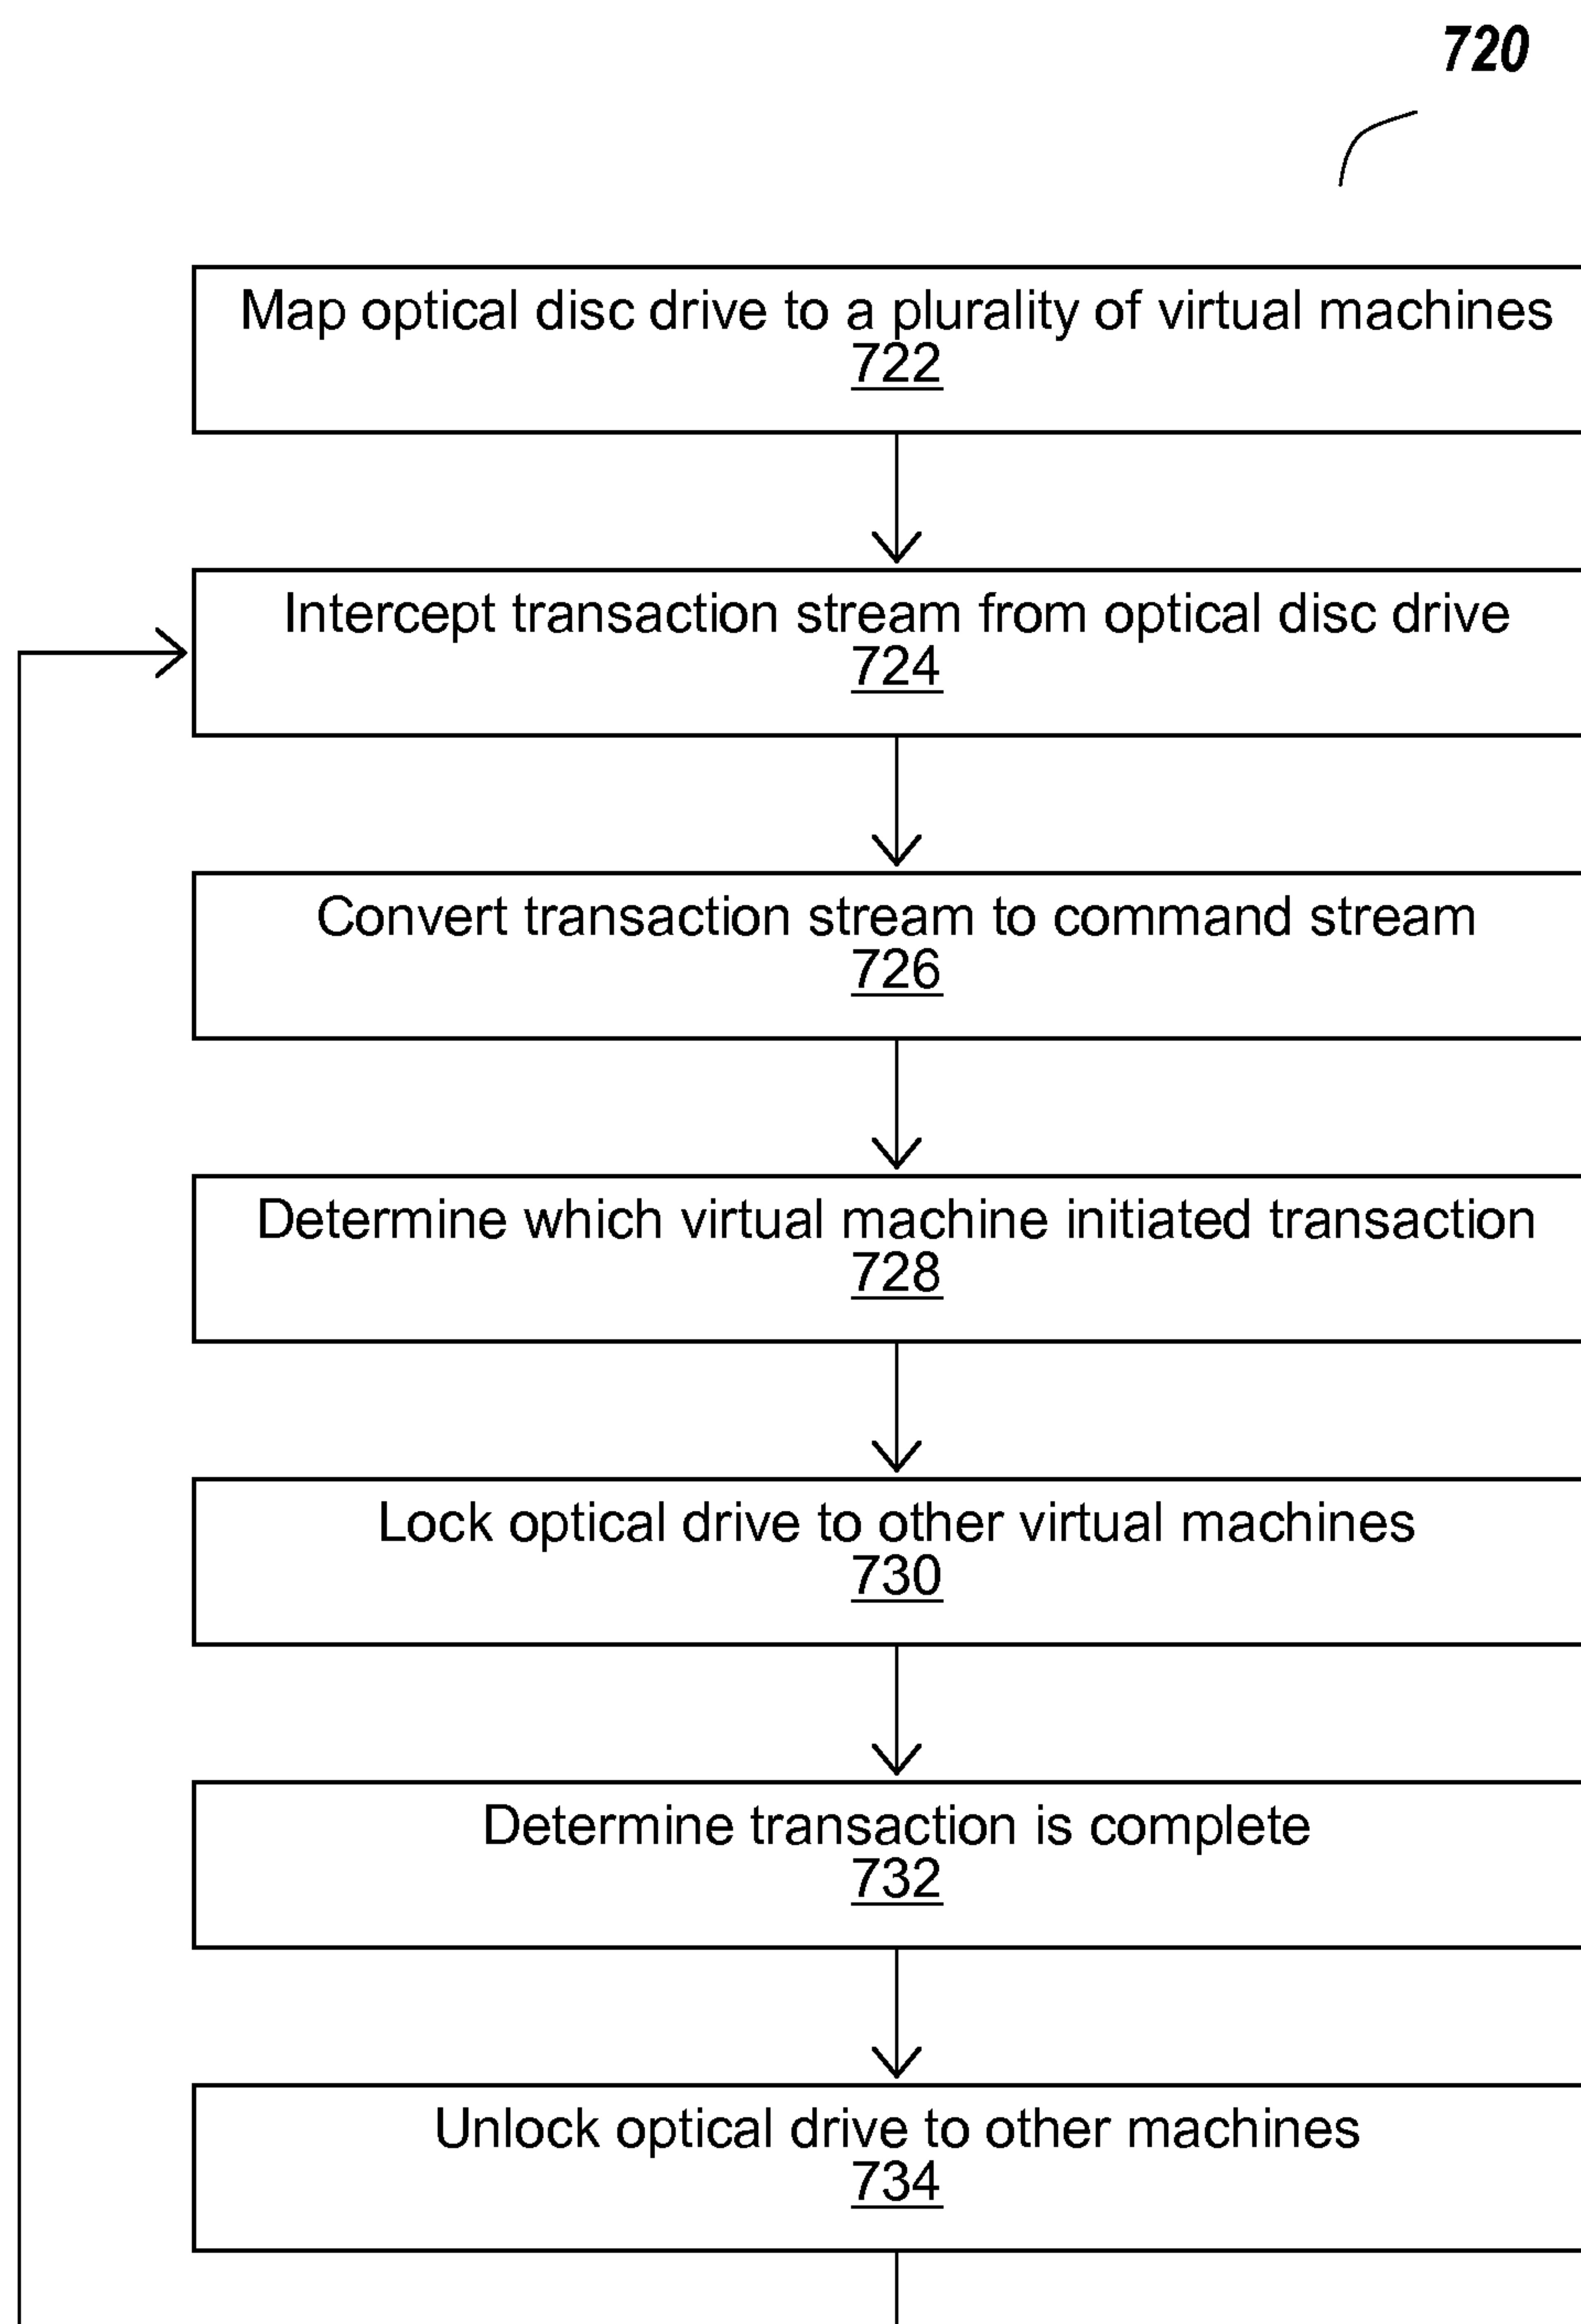 720
Map optical disc drive to a plurality of virtual machines
722
Intercept transaction stream from optical disc drive
724
Convert transaction stream to command stream
726
Determine which virtual machine initiated transaction
728
Lock optical drive to other virtual machines
730
Determine transaction is complete
732
Unlock optical drive to other machines
734